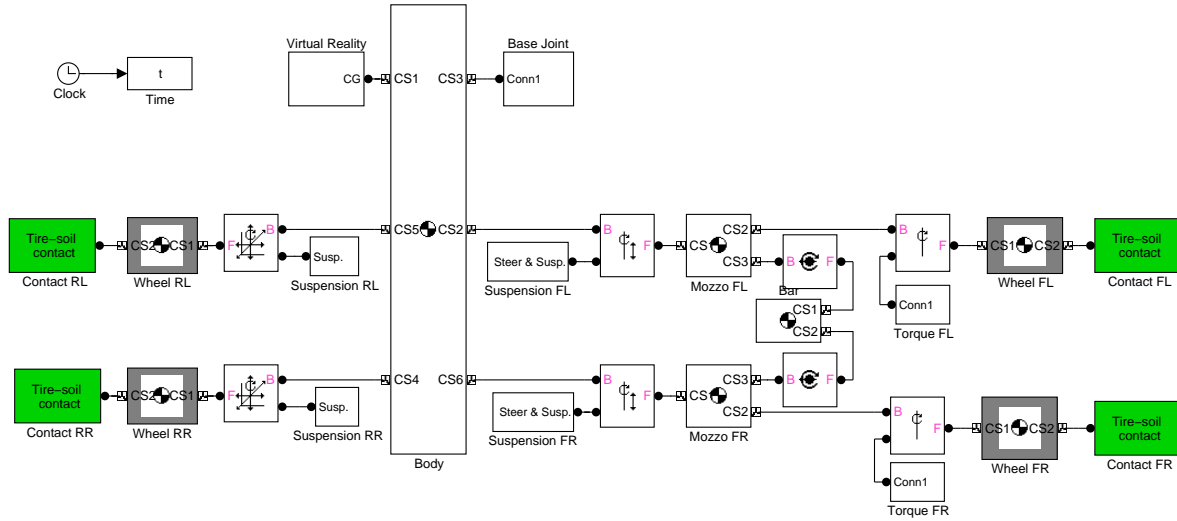 Virtual Reality
Base Joint
CG
CS1
CS3
Conn1
t
Clock
Time
Tire−soil
contact
CS2
CS1
F
B
Susp.
CS5
CS2
B
F
Steer & Susp.
CS
CS2
CS3
B
F
B
F
Conn1
CS1
CS2
Tire−soil
contact
Contact RL
Wheel RL
Suspension RL
Suspension FL
Mozzo FL
Bar
CS1
CS2
Torque FL
Wheel FL
Contact FL
Tire−soil
contact
CS2
CS1
F
B
Susp.
CS4
CS6
B
F
Steer & Susp.
CS
CS3
CS2
B
F
B
F
Conn1
CS1
CS2
Tire−soil
contact
Contact RR
Wheel RR
Suspension RR
Body
Suspension FR
Mozzo FR
Torque FR
Wheel FR
Contact FR